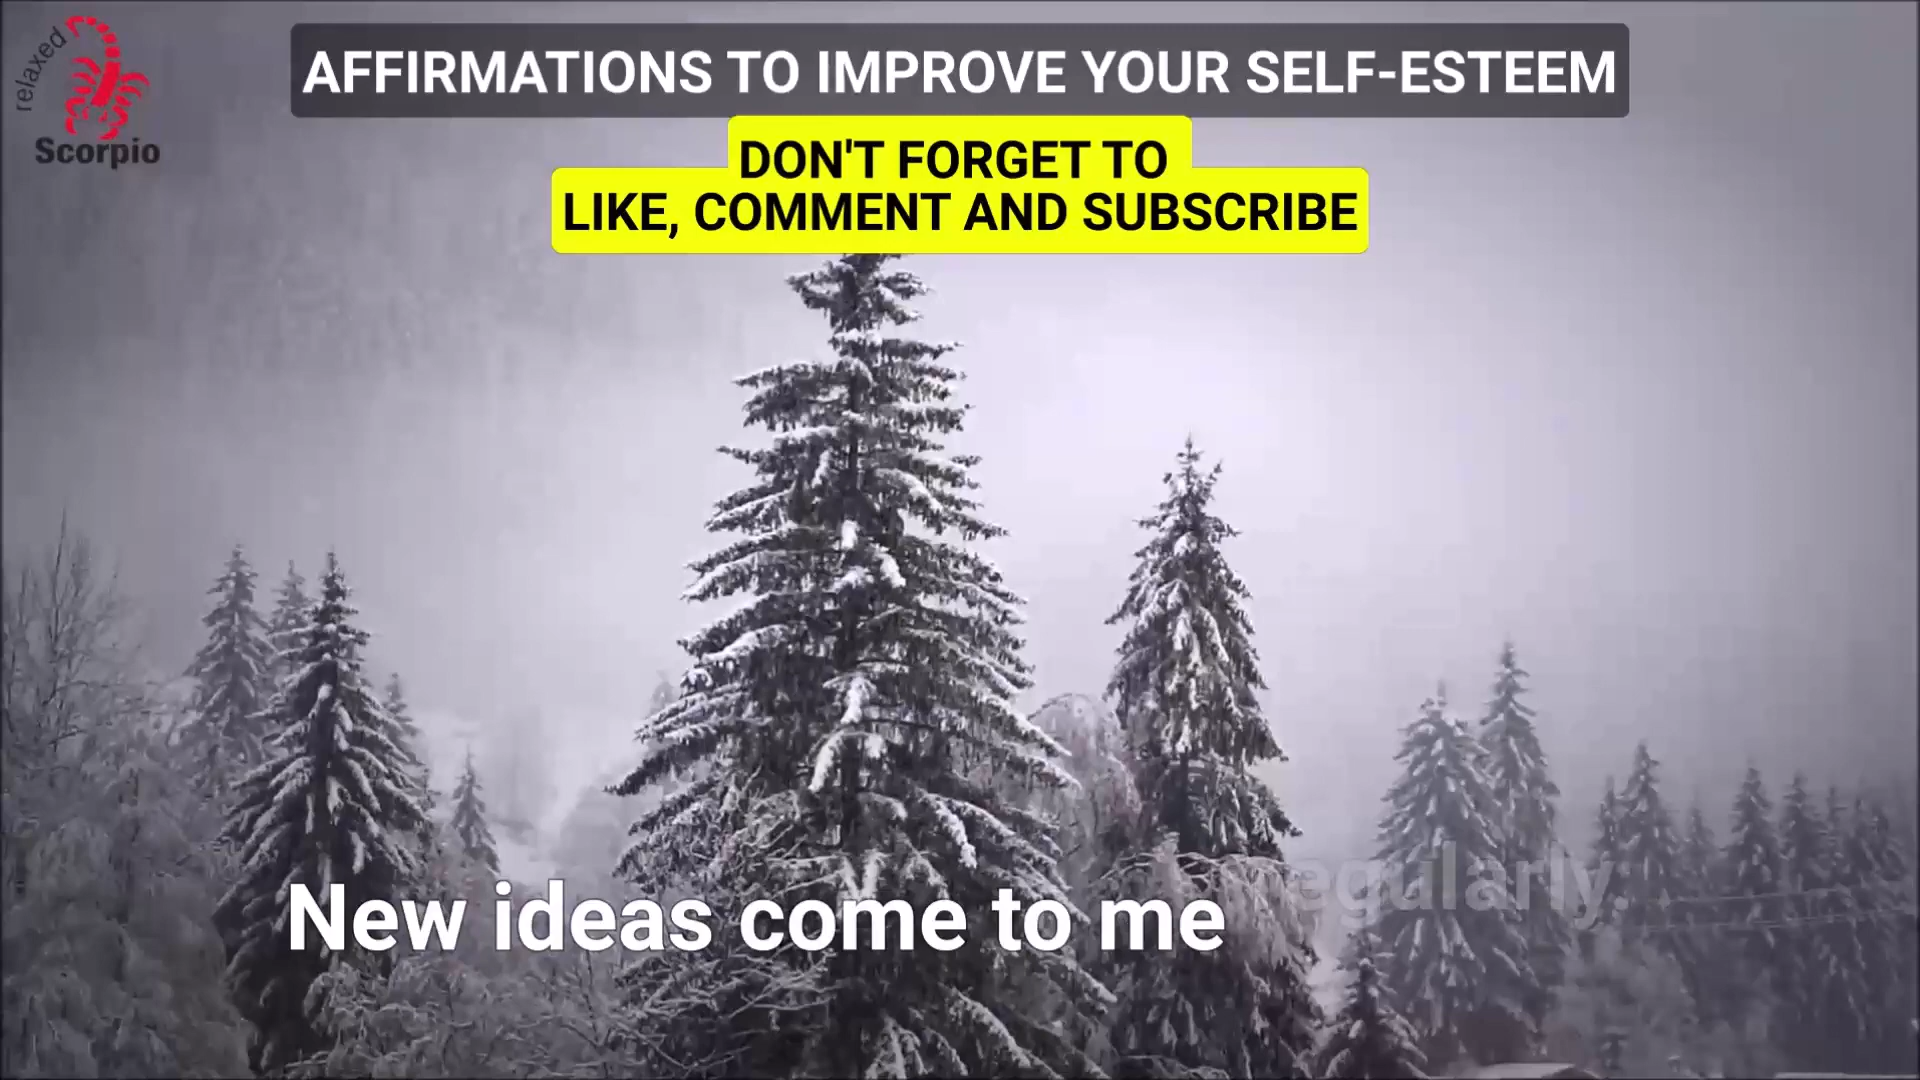 relaxed
Scorpio
AFFIRMATIONS TO IMPROVE YOUR SELF-ESTEEM
DON'T FORGET TO
LIKE, COMMENT AND SUBSCRIBE
New ideas come to me regularly.